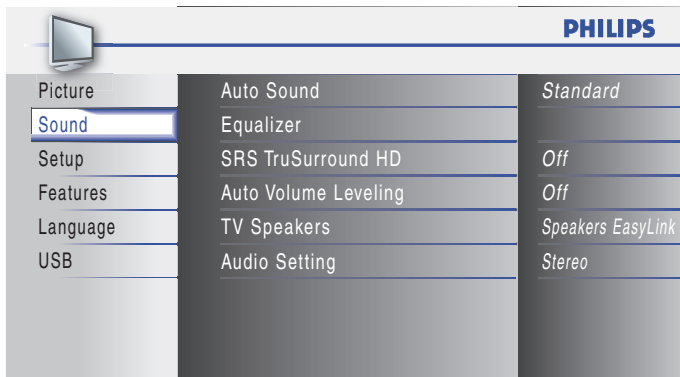 PHILIPS
Picture
Sound
Setup
Features
Language
USB
Auto Sound Standard
Equalizer
SRS TruSurround HD Off
Auto Volume Leveling Off
TV Speakers Speakers EasyLink
Audio Setting Stereo